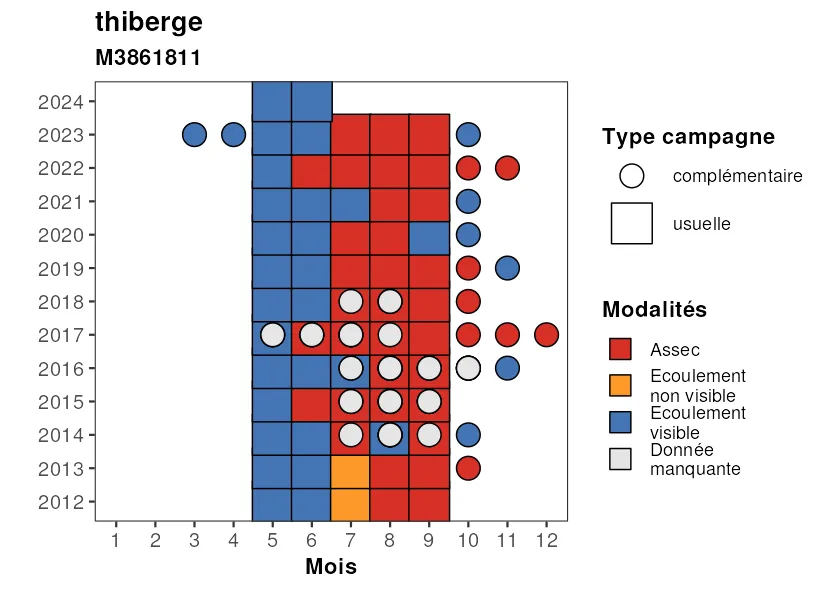 thiberge
M3861811
2024
2023
2022
2021
2020
2019
2018
2017
2016
2015
2014
2013
2012
1 2 3 4 5 6 7 8 9 10 11 12
Mois
Type campagne
complémentaire
usuelle
Modalités
Assec
Ecoulement
non visible
Ecoulement
visible
Donnée
manquante